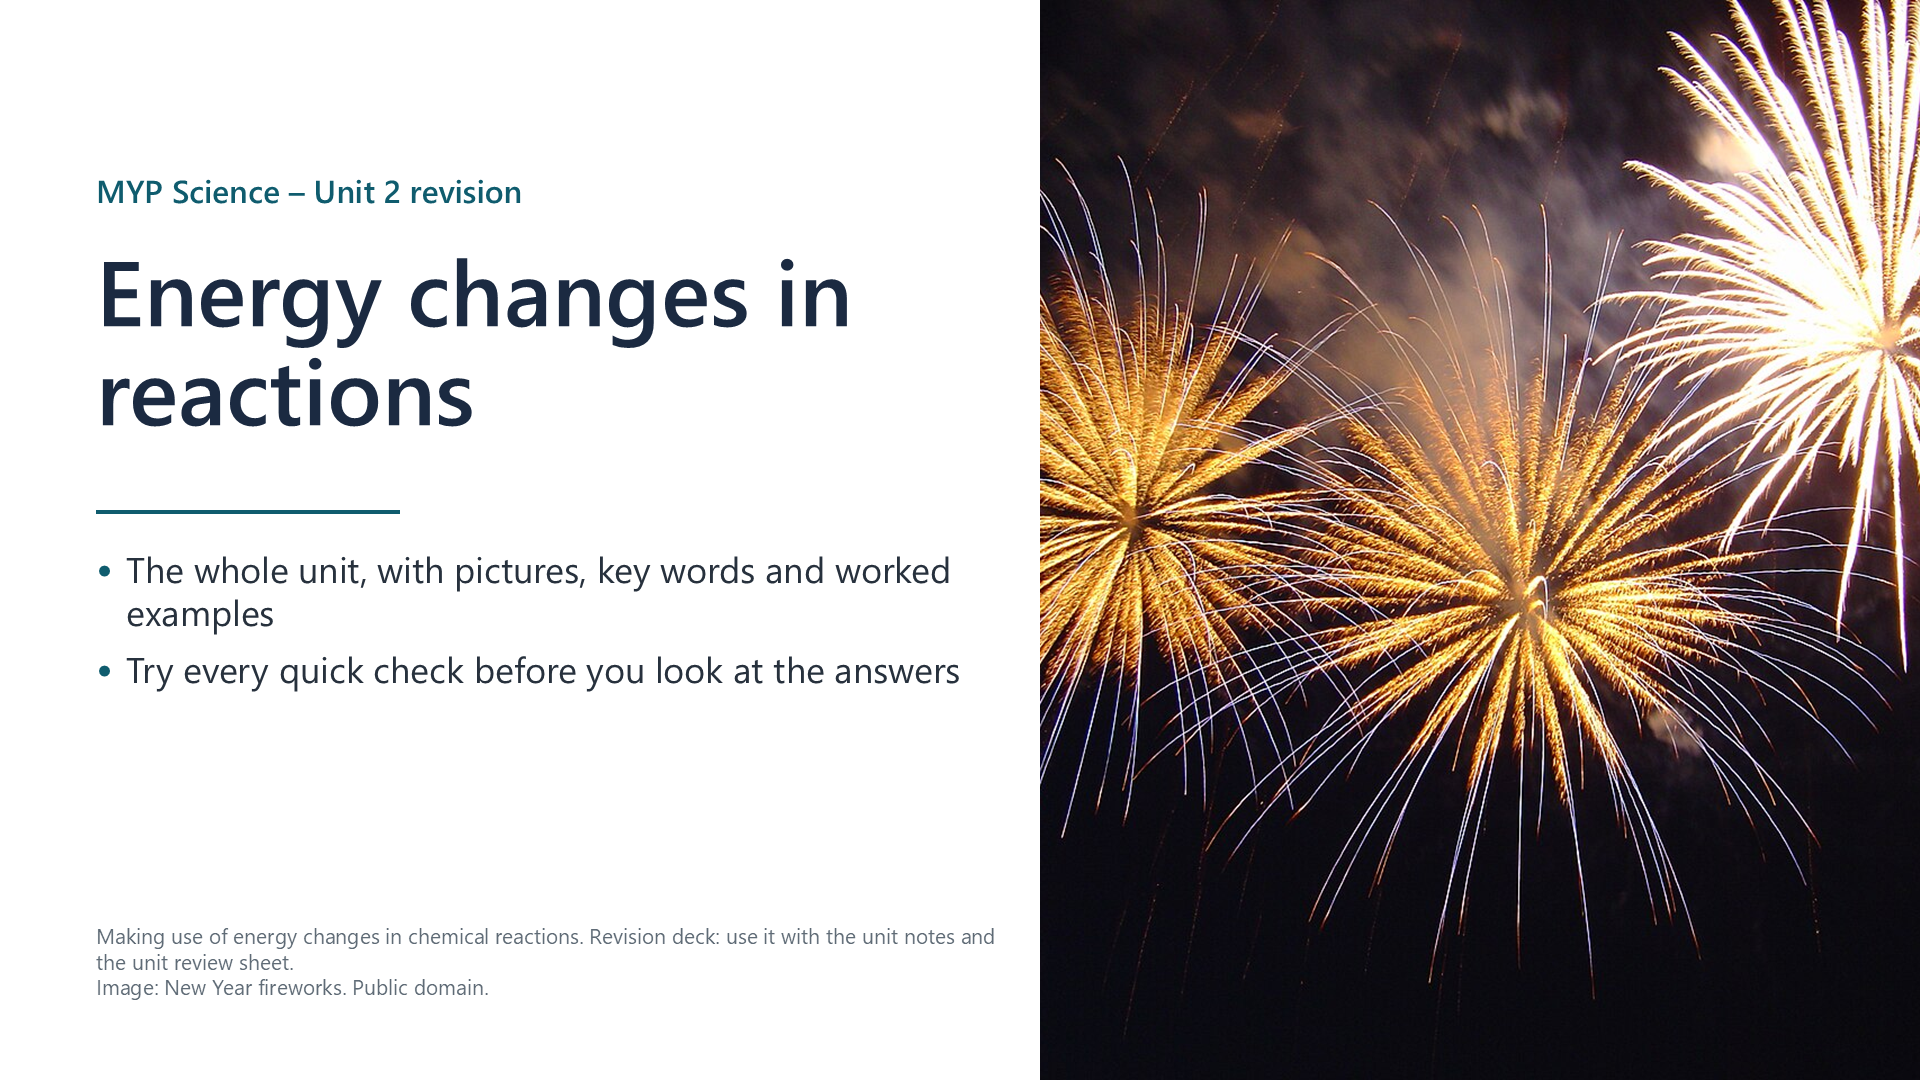 MYP Science – Unit 2 revision
Energy changes in
reactions
• The whole unit, with pictures, key words and worked
examples
• Try every quick check before you look at the answers
Making use of energy changes in chemical reactions. Revision deck: use it with the unit notes and
the unit review sheet.
Image: New Year fireworks. Public domain.